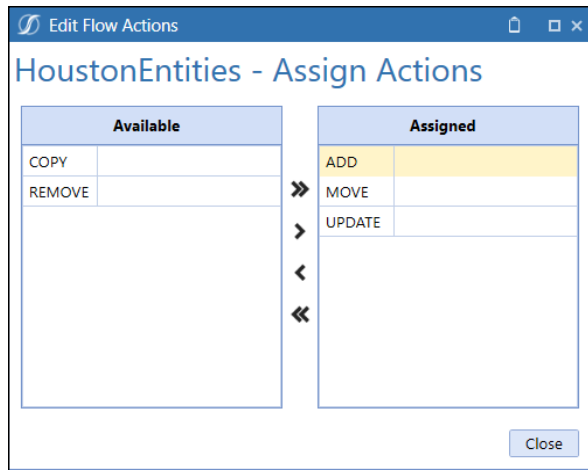 Edit Flow Actions
HoustonEntities - Assign Actions
Available
COPY
REMOVE
Assigned
ADD
MOVE
UPDATE
Close